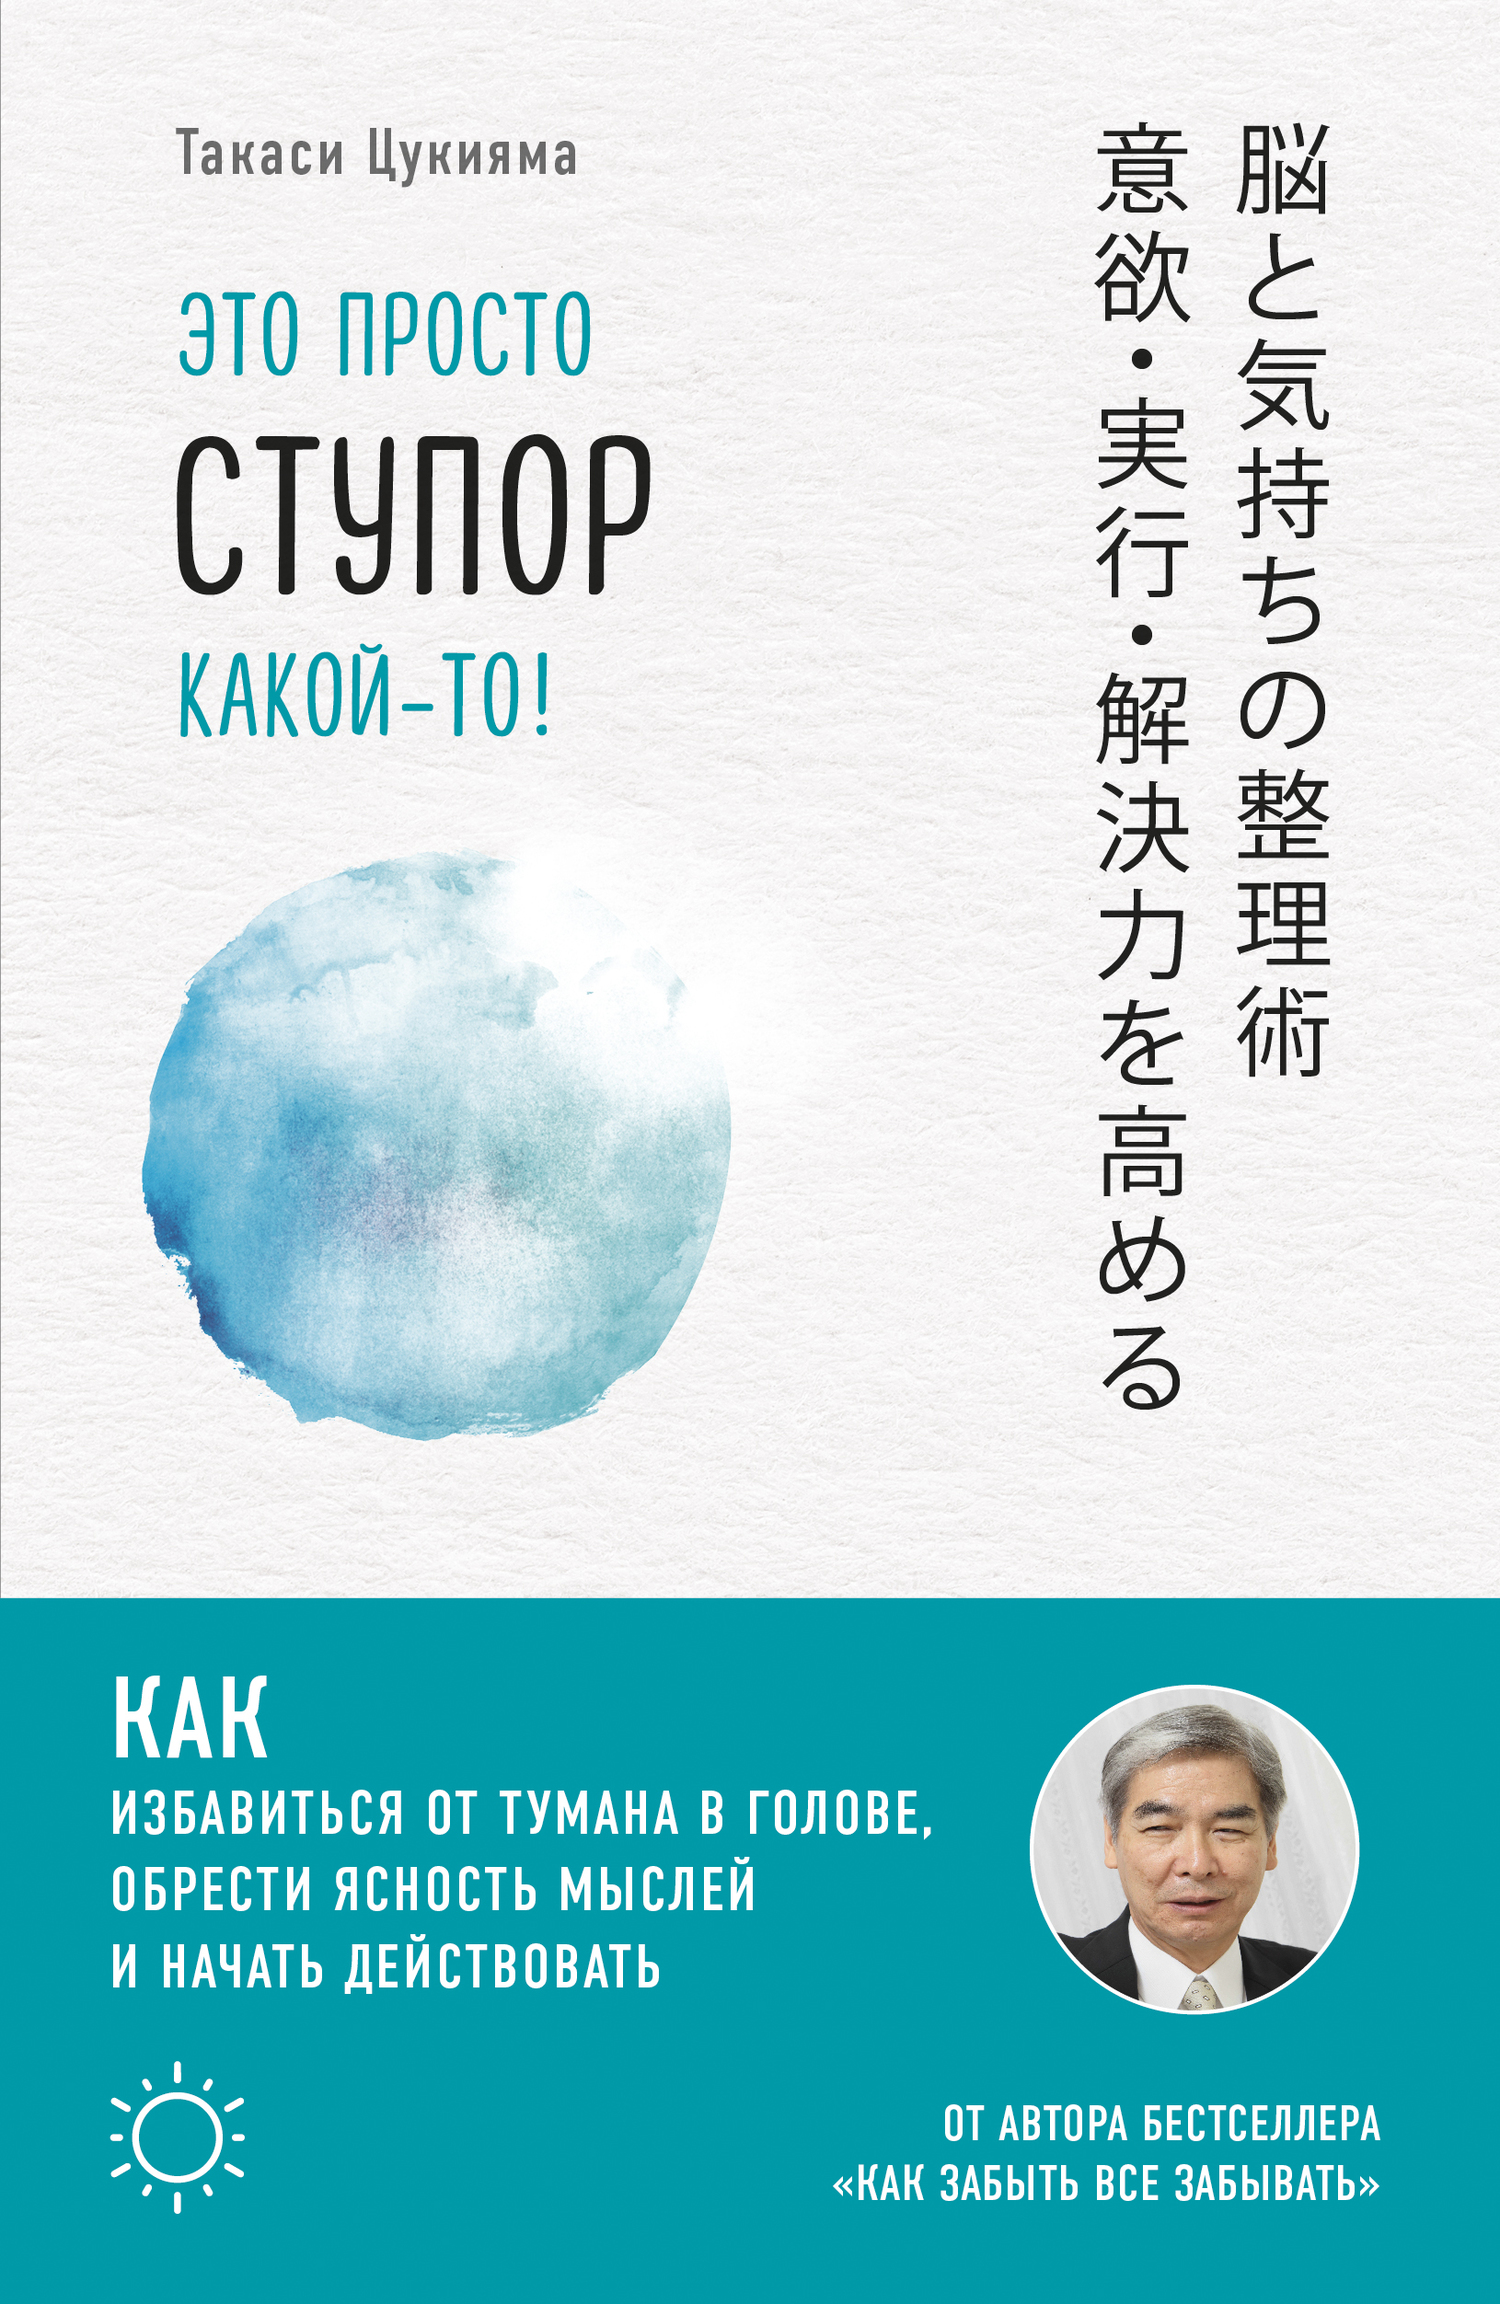 Такаси Цукияма
ЭТО ПРОСТО
СТУПОР
КАКОЙ-ТО!
脳と気持ちの整理術
意欲・実行・解決力を高める
КАК
ИЗБАВИТЬСЯ ОТ ТУМАНА В ГОЛОВЕ,
ОБРЕСТИ ЯСНОСТЬ МЫСЛЕЙ
И НАЧАТЬ ДЕЙСТВОВАТЬ
ОТ АВТОРА БЕСТСЕЛЛЕРА
«КАК ЗАБЫТЬ ВСЕ ЗАБЫВАТЬ»